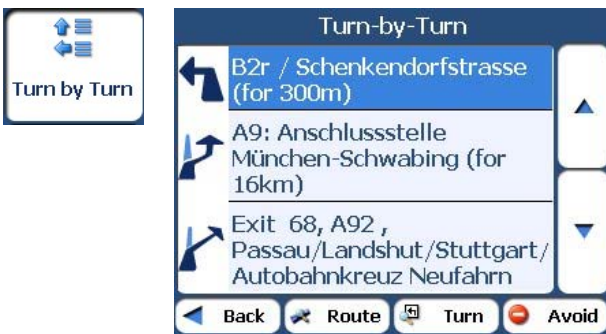 Turn by Turn
Turn-by-Turn
B2r / Schenkendorfstrasse
(for 300m)
A9: Anschlussstelle
München-Schwabing (for
16km)
Exit  68, A92 ,
Passau/Landshut/Stuttgart/
Autobahnkreuz Neufahrn
Back Route Turn Avoid